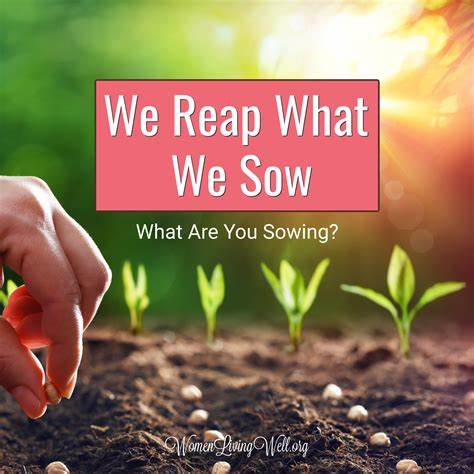 We Reap What
We Sow
What Are You Sowing?
WomenLivingWell.org